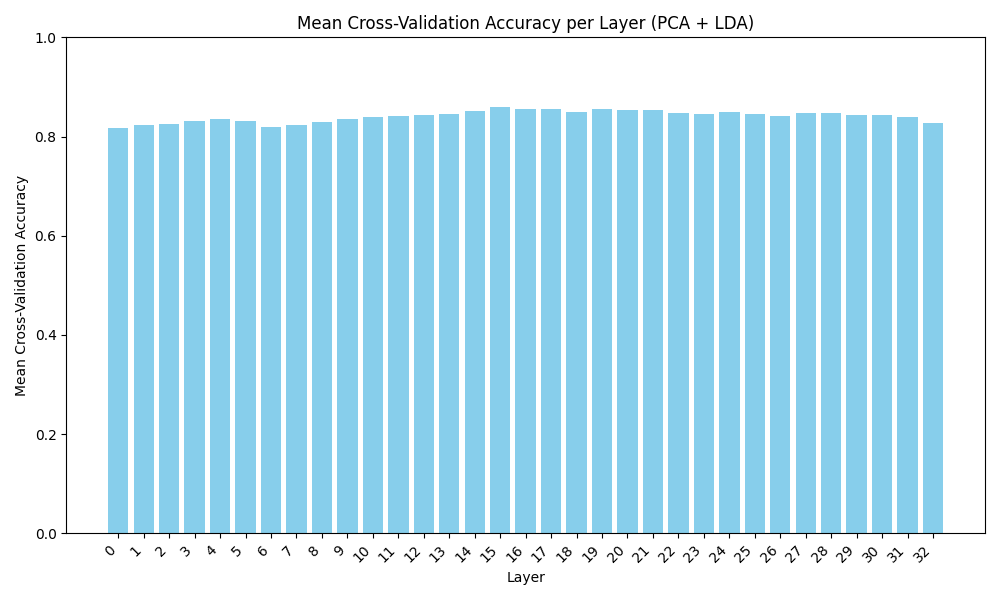 Mean Cross-Validation Accuracy per Layer (PCA + LDA)
Mean Cross-Validation Accuracy
1.0
0.8
0.6
0.4
0.2
0.0
0 1 2 3 4 5 6 7 8 9 10 11 12 13 14 15 16 17 18 19 20 21 22 23 24 25 26 27 28 29 30 31 32
Layer